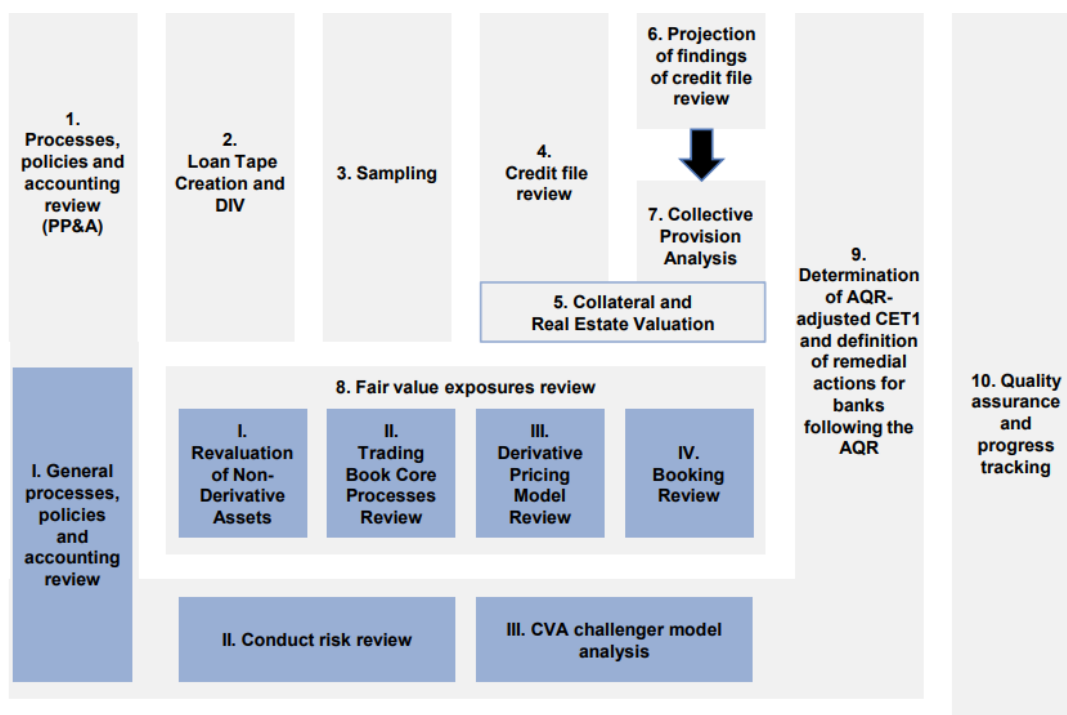 1.
Processes,
policies and
accounting
review
(PP&A)
2.
Loan Tape
Creation and
DIV
3. Sampling
4.
Credit file
review
6. Projection
of findings
of credit file
review
7. Collective
Provision
Analysis
5. Collateral and
Real Estate Valuation
8. Fair value exposures review
I.
Revaluation
of Non-
Derivative
Assets
II.
Trading
Book Core
Processes
Review
III.
Derivative
Pricing
Model
Review
IV.
Booking
Review
I. General
processes,
policies
and
accounting
review
II. Conduct risk review
III. CVA challenger model
analysis
9.
Determination
of AQR-
adjusted CET1
and definition
of remedial
actions for
banks
following the
AQR
10. Quality
assurance
and
progress
tracking